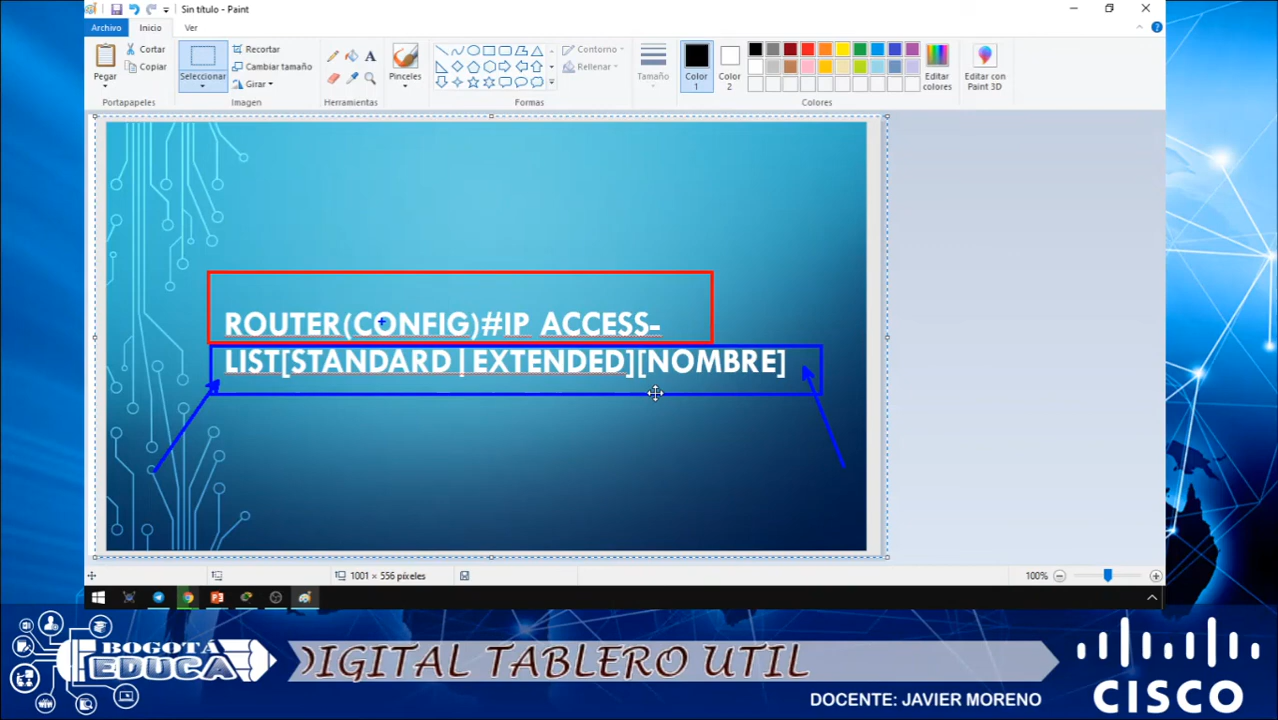 Sin título - Paint
Archivo Inicio Ver
Pegar
Cortar
Copiar
Portapapeles
Seleccionar
Recortar
Cambiar tamaño
Girar
Imagen
A
Herramientas
Pinceles
Contorno
Rellenar
Formas
Tamaño
Color 1
Color 2
Editar colores
Colores
Editar con Paint 3D
ROUTER(CONFIG)#IP ACCESS-
LIST[STANDARD|EXTENDED][NOMBRE]
1001 × 556 píxeles
100%
BOGOTÁ
EDUCA
DIGITAL TABLERO UTIL
DOCENTE: JAVIER MORENO
CISCO